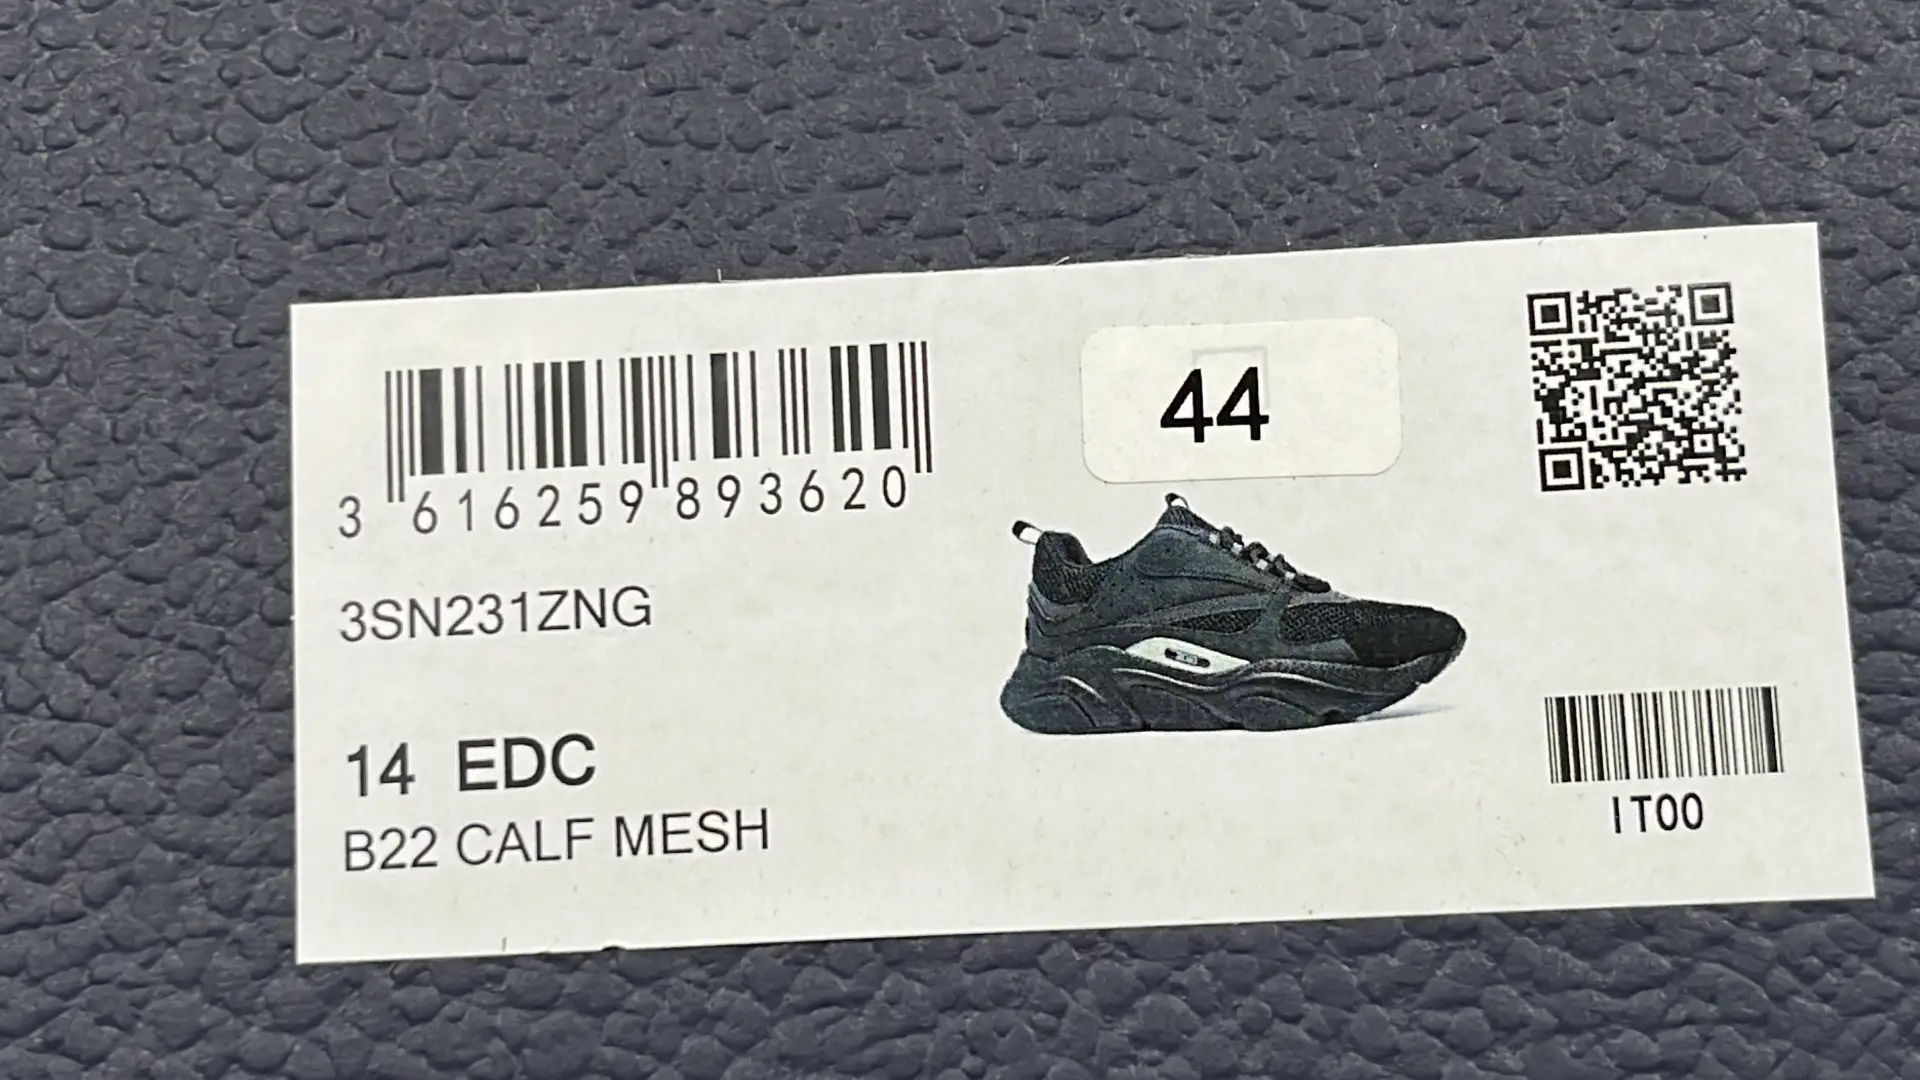 3 616259 893620
44
3SN231ZNG
14 EDC
B22 CALF MESH
IT00